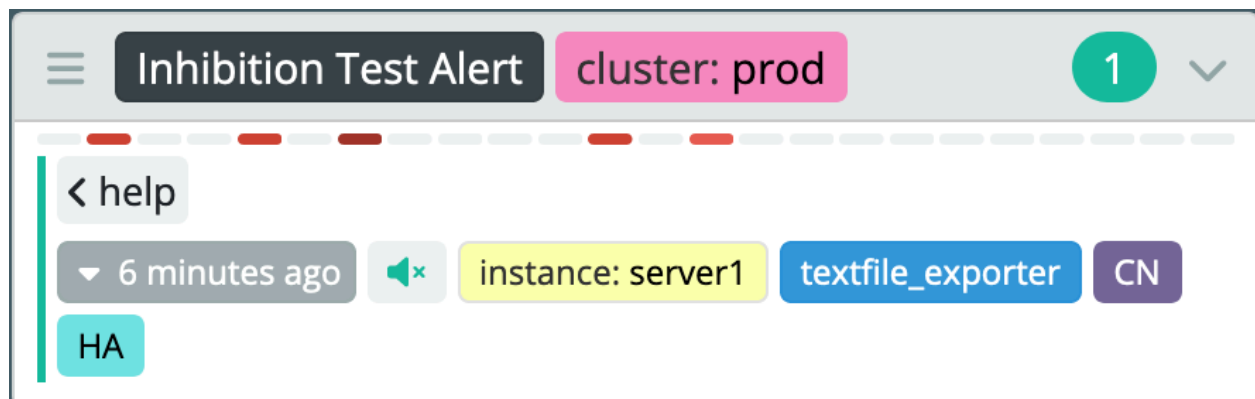 Inhibition Test Alert cluster: prod 1
help
6 minutes ago instance: server1 textfile_exporter CN
HA